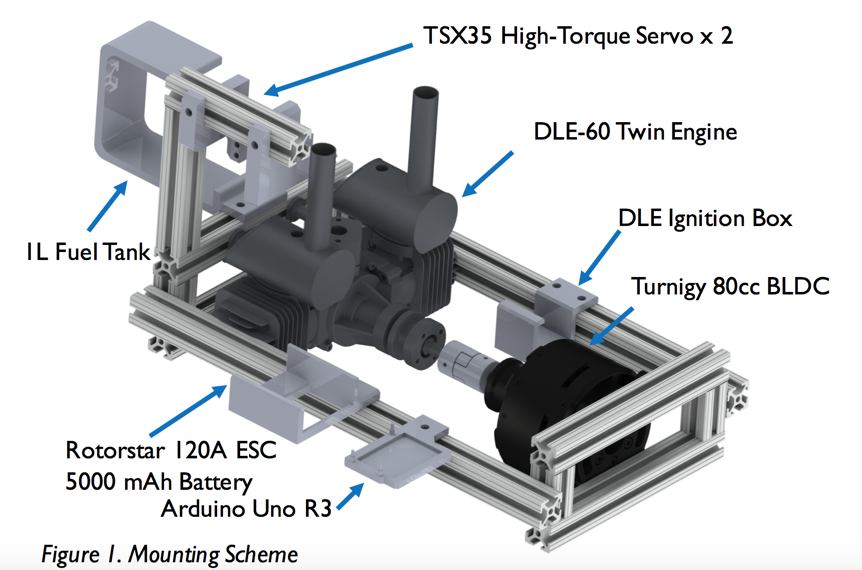 TSX35 High-Torque Servo x 2
DLE-60 Twin Engine
DLE Ignition Box
1L Fuel Tank
Turnigy 80cc BLDC
Rotorstar 120A ESC
5000 mAh Battery
Arduino Uno R3
Figure 1. Mounting Scheme